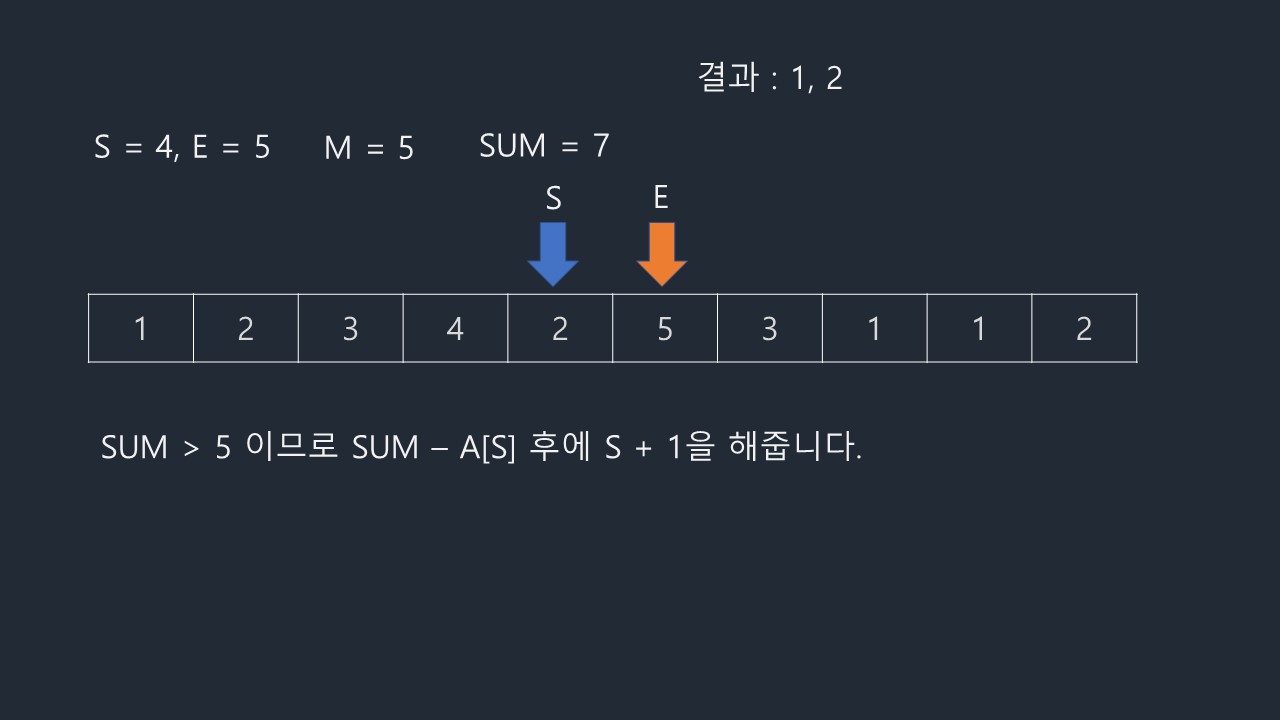 결과 : 1, 2
S = 4, E = 5 M = 5 SUM = 7
S E
1 2 3 4 2 5 3 1 1 2
SUM > 5 이므로 SUM – A[S] 후에 S + 1을 해줍니다.